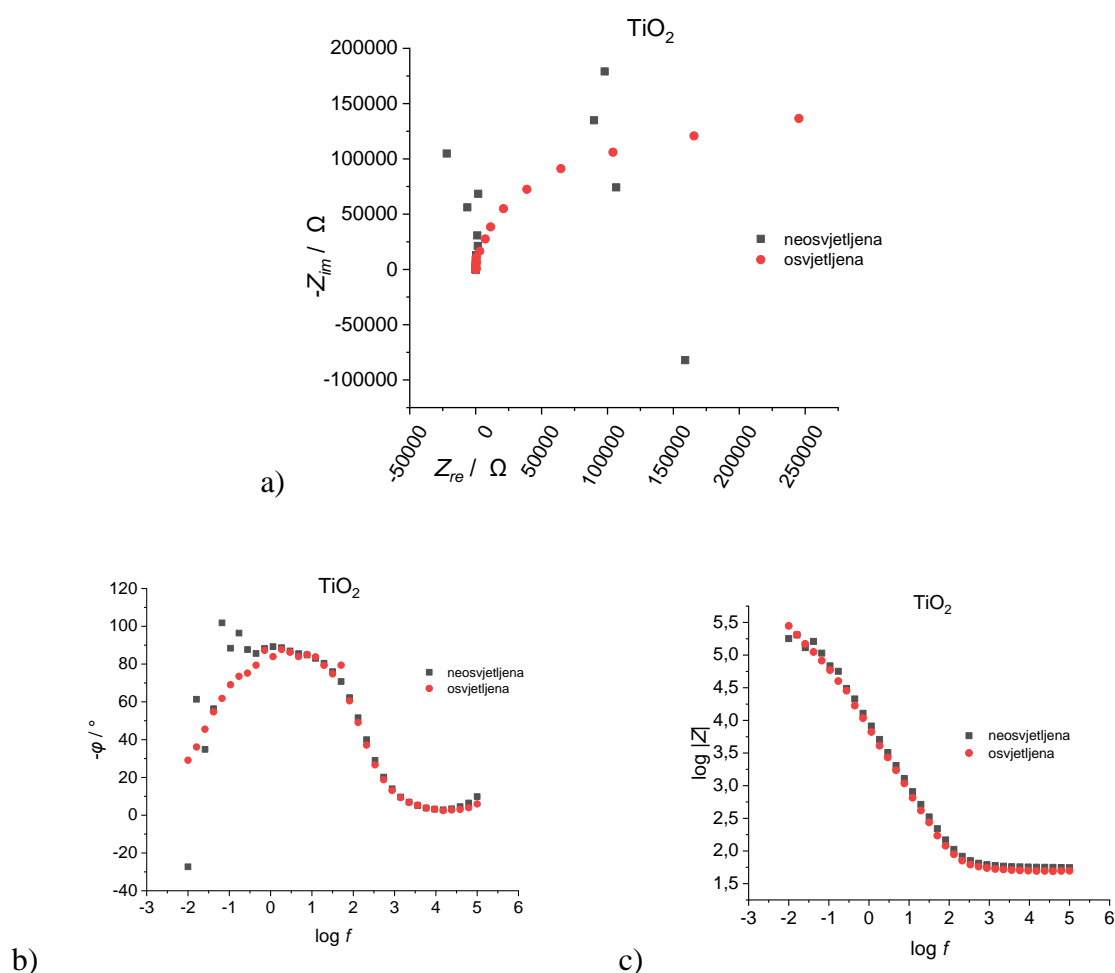 TiO2
200000
150000
100000
50000
0
-50000
-100000
-Zim / Ω
neosvjetljena
osvjetljena
-50000 0 50000 100000 150000 200000 250000
Zre / Ω
a)
TiO2
120
100
80
60
40
20
0
-20
-40
-φ / °
neosvjetljena
osvjetljena
-3 -2 -1 0 1 2 3 4 5 6
log f
b)
TiO2
5,5
5,0
4,5
4,0
3,5
3,0
2,5
2,0
1,5
log |Z|
neosvjetljena
osvjetljena
-3 -2 -1 0 1 2 3 4 5 6
log f
c)